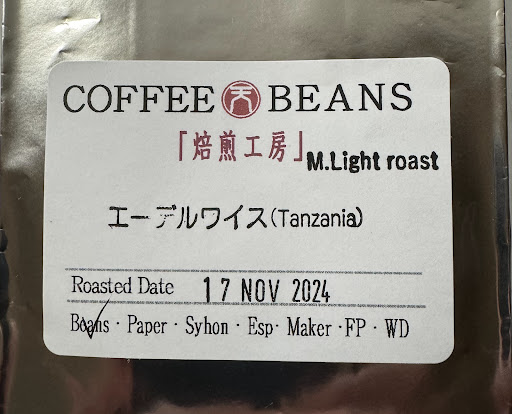 COFFEE 天 BEANS
「焙煎工房」 M.Light roast
エーデルワイス(Tanzania)
Roasted Date 17 NOV 2024
Beans · Paper · Syhon · Esp· Maker ·FP · WD